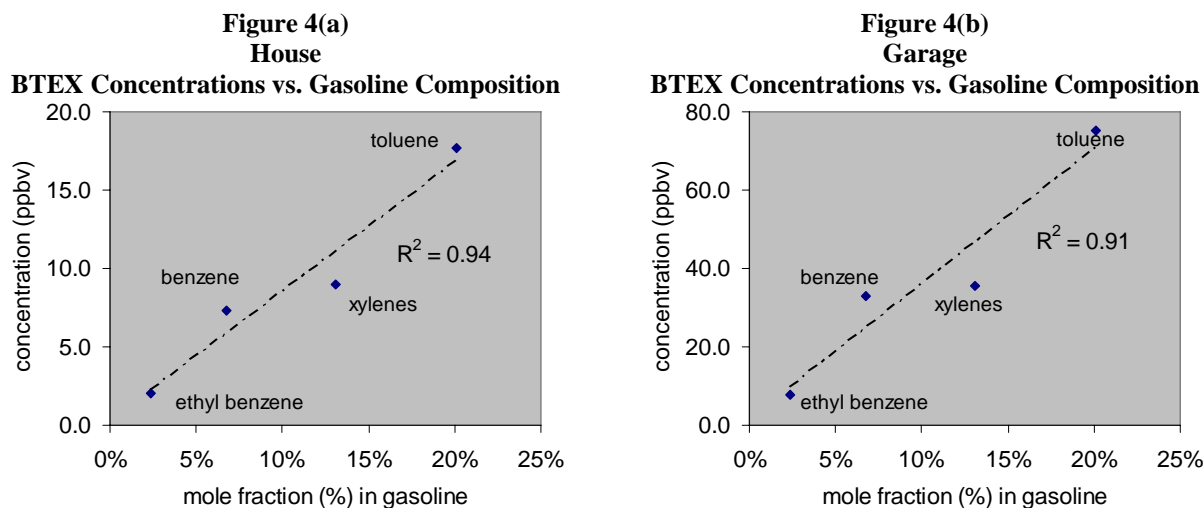 Figure 4(a)
House
BTEX Concentrations vs. Gasoline Composition
20.0
15.0
10.0
5.0
0.0
concentration (ppbv)
toluene
R² = 0.94
benzene
xylenes
ethyl benzene
0% 5% 10% 15% 20% 25%
mole fraction (%) in gasoline
Figure 4(b)
Garage
BTEX Concentrations vs. Gasoline Composition
80.0
60.0
40.0
20.0
0.0
concentration (ppbv)
toluene
R² = 0.91
benzene
xylenes
ethyl benzene
0% 5% 10% 15% 20% 25%
mole fraction (%) in gasoline